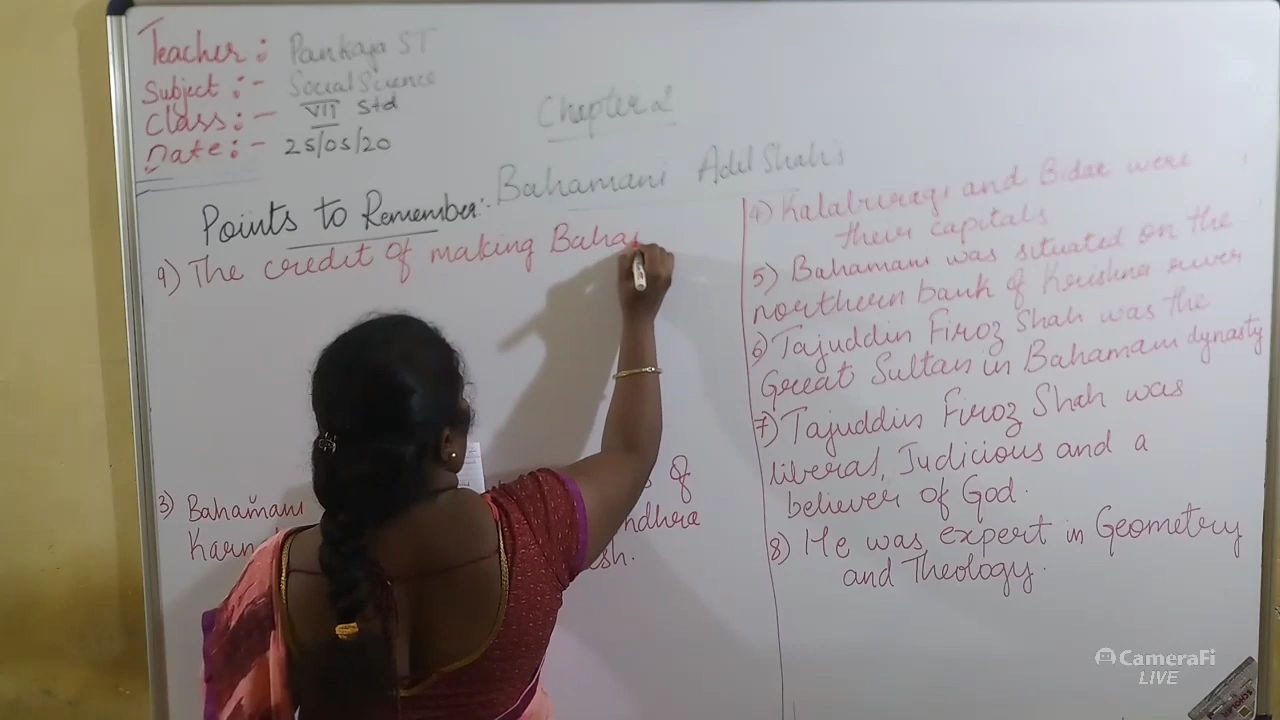 Teacher : Pankaja ST
Subject :- Social Science
Class :- VII Std
Date :- 25/05/20
Chapter 2
Bahamani Adil Shah's
Points to Remember:-
9) The credit of making Baha
3) Bahamani of
Karn ndhra
sh.
4) Kalaburagi and Bidar were
their capitals
5) Bahamani was situated on the
northern bank of Krishna river
6) Tajuddin Firoz Shah was the
Great Sultan in Bahamani dynasty
7) Tajuddin Firoz Shah was
liberal, Judicious and a
believer of God.
8) He was expert in Geometry
and Theology.
CameraFi
LIVE